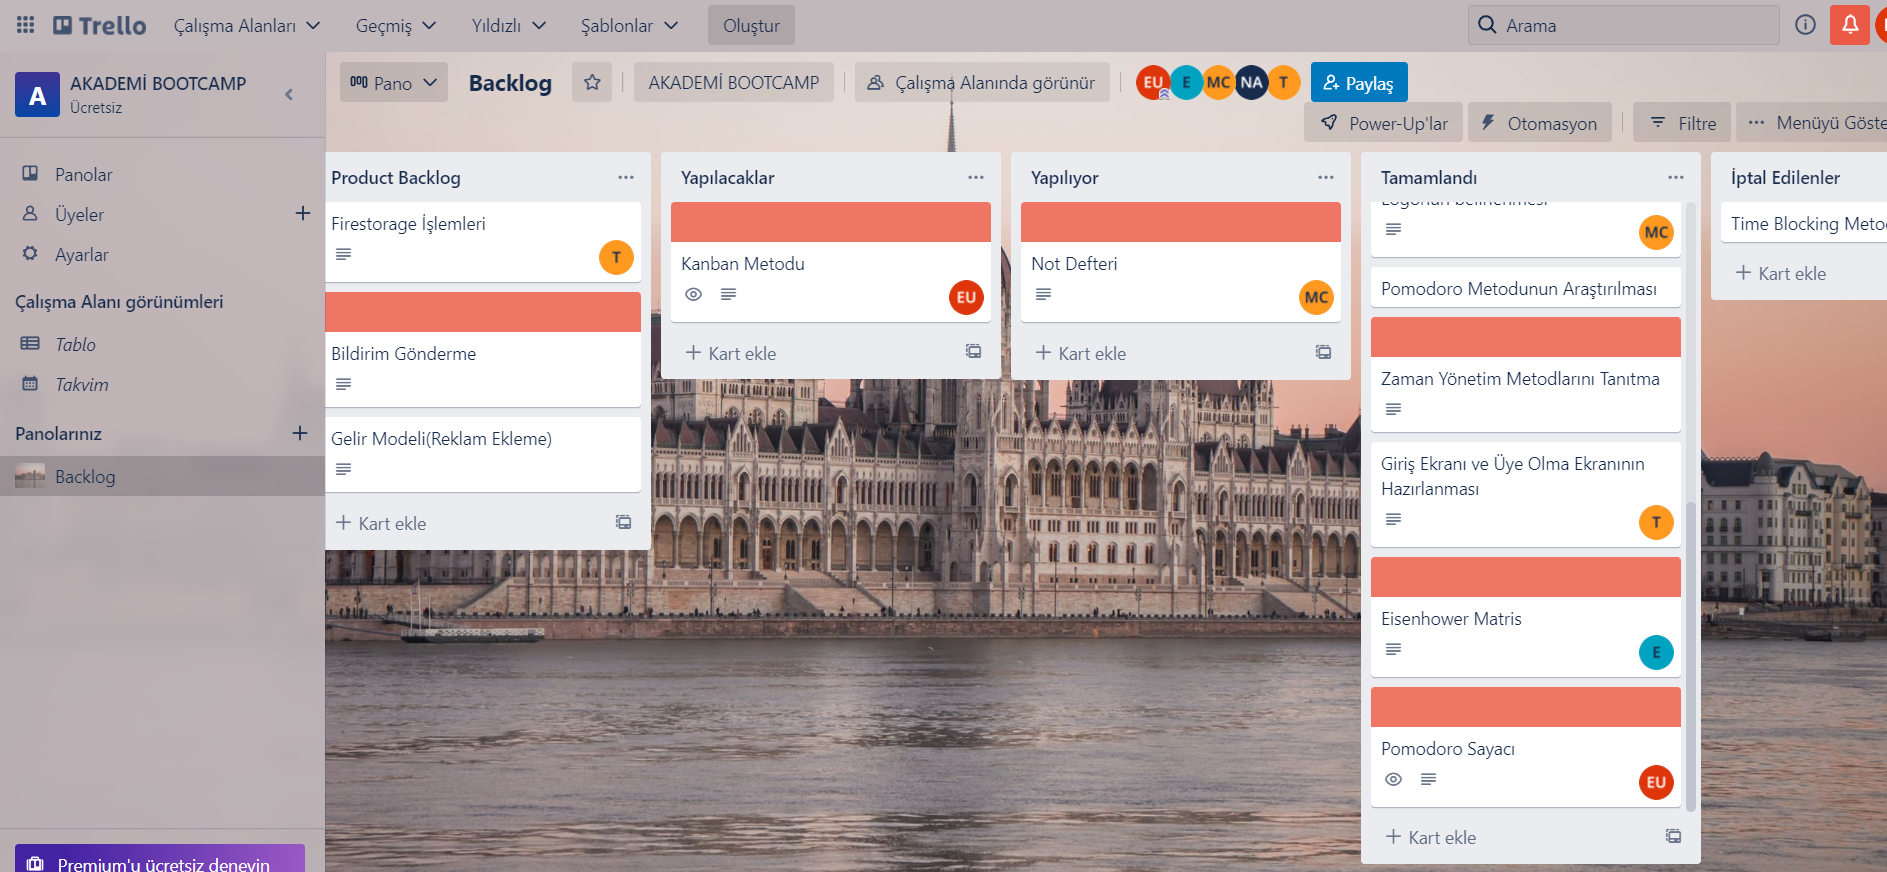 Trello
Çalışma Alanları
Geçmiş
Yıldızlı
Şablonlar
Oluştur
Arama
A
AKADEMİ BOOTCAMP
Ücretsiz
Pano
Backlog
AKADEMİ BOOTCAMP
Çalışma Alanında görünür
EU
E
MC
NA
T
Paylaş
Power-Up'lar
Otomasyon
Filtre
Menüyü Göste
Panolar
Üyeler
Ayarlar
Çalışma Alanı görünümleri
Tablo
Takvim
Panolarınız
Backlog
Premium'u ücretsiz deneyin
Product Backlog
Firestorage İşlemleri
T
Bildirim Gönderme
Gelir Modeli(Reklam Ekleme)
Kart ekle
Yapılacaklar
Kanban Metodu
EU
Kart ekle
Yapılıyor
Not Defteri
MC
Kart ekle
Tamamlandı
Logonun belirlenmesi
MC
Pomodoro Metodunun Araştırılması
Zaman Yönetim Metodlarını Tanıtma
Giriş Ekranı ve Üye Olma Ekranının
Hazırlanması
T
Eisenhower Matris
E
Pomodoro Sayacı
EU
Kart ekle
İptal Edilenler
Time Blocking Meto
Kart ekle